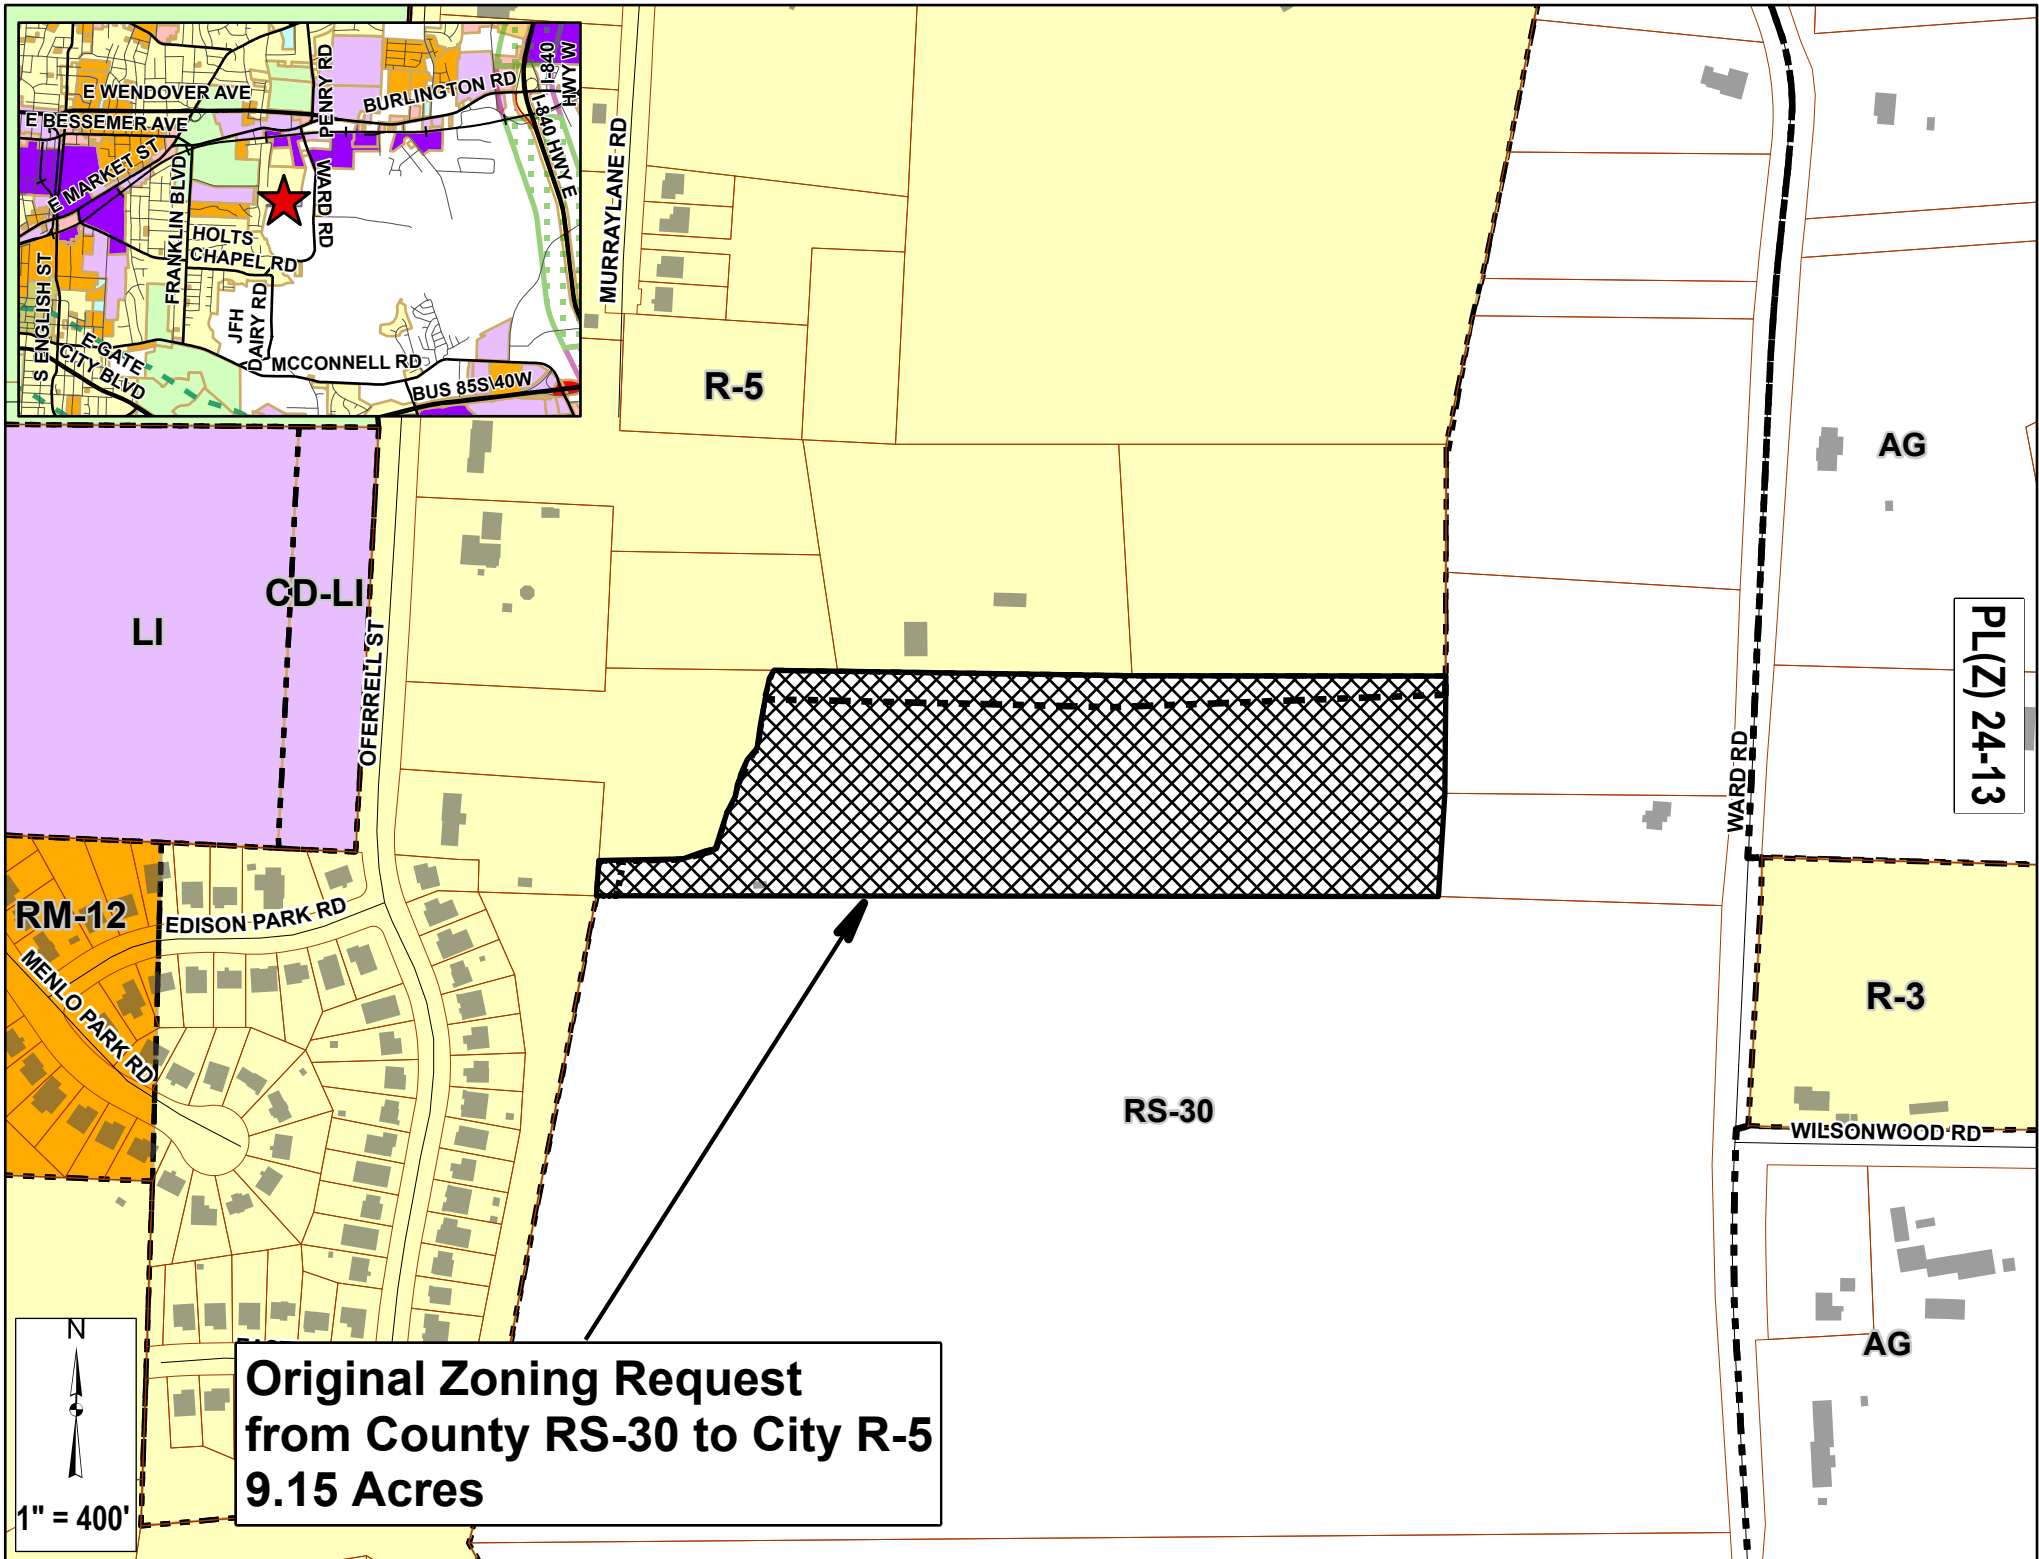 E WENDOVER AVE
E BESSEMER AVE
E MARKET ST
FRANKLIN BLVD
PENRY RD
BURLINGTON RD
I-840
HWY W
I-840 HWY E
WARD RD
HOLTS
CHAPEL RD
S ENGLISH ST
JFH
DAIRY RD
E GATE
CITY BLVD
MCCONNELL RD
BUS 85S\40W
MURRAYLANE RD
R-5
AG
LI
CD-LI
OFERRELL ST
PL(Z) 24-13
WARD RD
RM-12
EDISON PARK RD
MENLO PARK RD
R-3
RS-30
WILSONWOOD RD
AG
N
1" = 400'
Original Zoning Request
from County RS-30 to City R-5
9.15 Acres